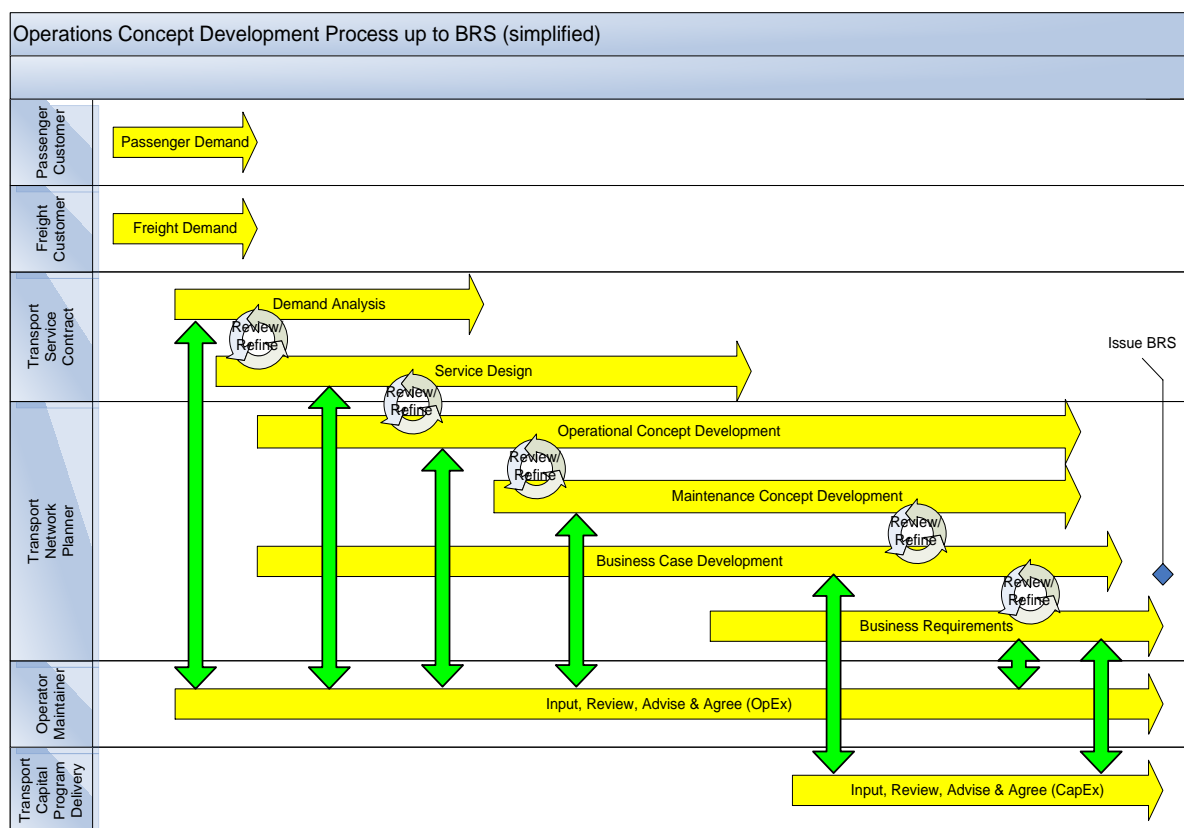 Operations Concept Development Process up to BRS (simplified)
Passenger
Customer
Passenger Demand
Freight
Customer
Freight Demand
Transport
Service
Contract
Demand Analysis
Review/
Refine
Service Design
Issue BRS
Review/
Refine
Transport
Network
Planner
Operational Concept Development
Review/
Refine
Maintenance Concept Development
Review/
Refine
Business Case Development
Review/
Refine
Business Requirements
Operator
Maintainer
Input, Review, Advise & Agree (OpEx)
Transport
Capital
Program
Delivery
Input, Review, Advise & Agree (CapEx)